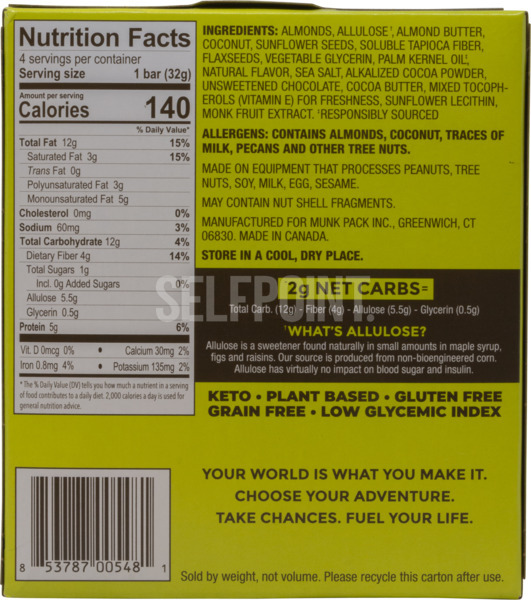 Nutrition Facts
4 servings per container
Serving size 1 bar (32g)
Amount per serving
Calories 140
% Daily Value*
Total Fat 12g 15%
Saturated Fat 3g 15%
Trans Fat 0g
Polyunsaturated Fat 3g
Monounsaturated Fat 5g
Cholesterol 0mg 0%
Sodium 60mg 3%
Total Carbohydrate 12g 4%
Dietary Fiber 4g 14%
Total Sugars 1g
Incl. 0g Added Sugars 0%
Allulose 5.5g
Glycerin 0.5g
Protein 5g 6%
Vit. D 0mcg 0% • Calcium 30mg 2%
Iron 0.8mg 4% • Potassium 135mg 2%
*The % Daily Value (DV) tells you how much a nutrient in a serving
of food contributes to a daily diet. 2,000 calories a day is used for
general nutrition advice.
INGREDIENTS: ALMONDS, ALLULOSE†, ALMOND BUTTER,
COCONUT, SUNFLOWER SEEDS, SOLUBLE TAPIOCA FIBER,
FLAXSEEDS, VEGETABLE GLYCERIN, PALM KERNEL OIL‡,
NATURAL FLAVOR, SEA SALT, ALKALIZED COCOA POWDER,
UNSWEETENED CHOCOLATE, COCOA BUTTER, MIXED TOCOPH-
EROLS (VITAMIN E) FOR FRESHNESS, SUNFLOWER LECITHIN,
MONK FRUIT EXTRACT. ‡RESPONSIBLY SOURCED
ALLERGENS: CONTAINS ALMONDS, COCONUT, TRACES OF
MILK, PECANS AND OTHER TREE NUTS.
MADE ON EQUIPMENT THAT PROCESSES PEANUTS, TREE
NUTS, SOY, MILK, EGG, SESAME.
MAY CONTAIN NUT SHELL FRAGMENTS.
MANUFACTURED FOR MUNK PACK INC., GREENWICH, CT
06830. MADE IN CANADA.
STORE IN A COOL, DRY PLACE.
2g NET CARBS=
Total Carb. (12g) - Fiber (4g) - Allulose (5.5g) - Glycerin (0.5g)
SELFPOINT.
†WHAT'S ALLULOSE?
Allulose is a sweetener found naturally in small amounts in maple syrup,
figs and raisins. Our source is produced from non-bioengineered corn.
Allulose has virtually no impact on blood sugar and insulin.
KETO • PLANT BASED • GLUTEN FREE
GRAIN FREE • LOW GLYCEMIC INDEX
YOUR WORLD IS WHAT YOU MAKE IT.
CHOOSE YOUR ADVENTURE.
TAKE CHANCES. FUEL YOUR LIFE.
8 53787 00548 1
Sold by weight, not volume. Please recycle this carton after use.